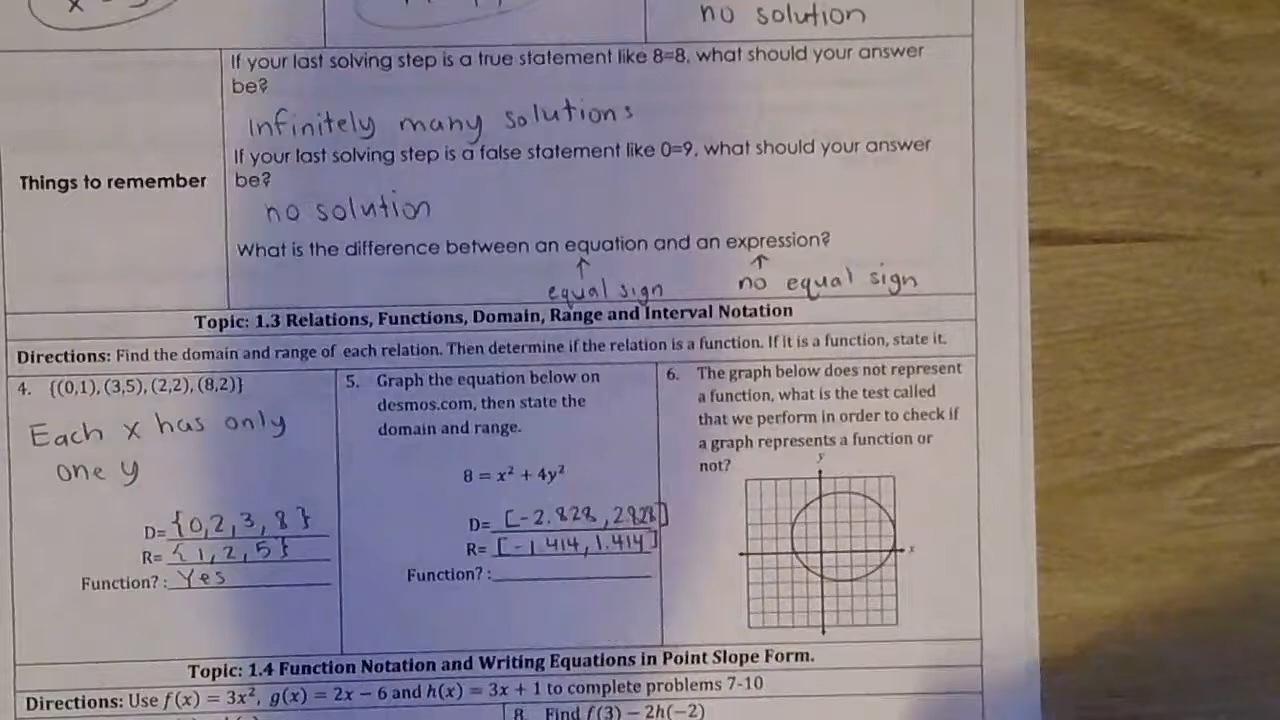 no solution
If your last solving step is a true statement like 8=8, what should your answer
be?
Infinitely many solutions
If your last solving step is a false statement like 0=9, what should your answer
be?
Things to remember
no solution
What is the difference between an equation and an expression?
↑ ↑
equal sign no equal sign
Topic: 1.3 Relations, Functions, Domain, Range and Interval Notation
Directions: Find the domain and range of each relation. Then determine if the relation is a function. If it is a function, state it.
4. {(0,1), (3,5), (2,2), (8,2)}
Each x has only
one y
D= {0,2,3,8}
R= {1,2,5}
Function?: Yes
5. Graph the equation below on
desmos.com, then state the
domain and range.
8 = x² + 4y²
D= [-2.828, 2.828]
R= [-1.414, 1.414]
Function? :
6. The graph below does not represent
a function, what is the test called
that we perform in order to check if
a graph represents a function or
not?
y
x
Topic: 1.4 Function Notation and Writing Equations in Point Slope Form.
Directions: Use f(x) = 3x², g(x) = 2x − 6 and h(x) = 3x + 1 to complete problems 7-10
8. Find f(3) − 2h(−2)